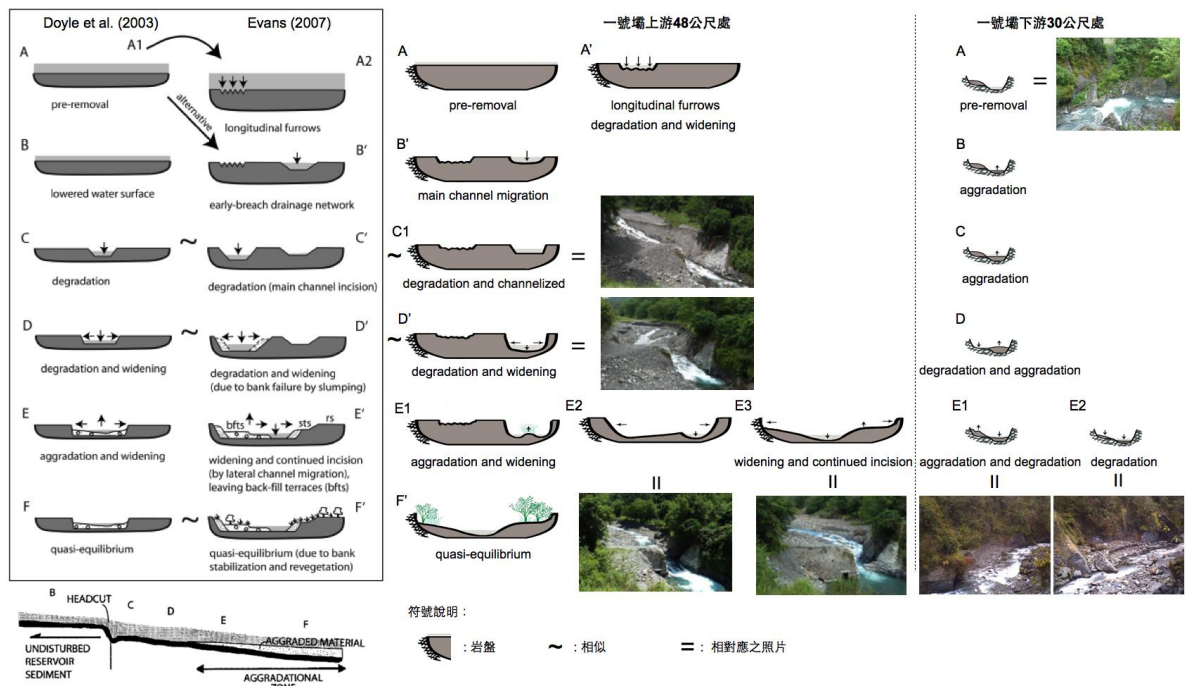 Doyle et al. (2003)
Evans (2007)
A
A1
A2
pre-removal
longitudinal furrows
alternative
B
B′
lowered water surface
early-breach drainage network
C
~
C′
degradation
degradation (main channel incision)
D
~
D′
degradation and widening
degradation and widening
(due to bank failure by slumping)
E
E′
bfts
sts
rs
aggradation and widening
widening and continued incision
(by lateral channel migration),
leaving back-fill terraces (bfts)
F
~
F′
quasi-equilibrium
quasi-equilibrium (due to bank
stabilization and revegetation)
B
HEADCUT
C
D
E
F
AGGRADED MATERIAL
UNDISTURBED
RESERVOIR
SEDIMENT
AGGRADATIONAL
ZONE
一號壩上游48公尺處
A
A′
pre-removal
longitudinal furrows
degradation and widening
B′
main channel migration
~
C1
=
degradation and channelized
~
D′
=
degradation and widening
E1
E2
E3
aggradation and widening
widening and continued incision
=
=
F′
quasi-equilibrium
符號說明：
：岩盤
~ ：相似
= ：相對應之照片
一號壩下游30公尺處
A
=
pre-removal
B
aggradation
C
aggradation
D
degradation and aggradation
E1
E2
aggradation and degradation
degradation
=
=